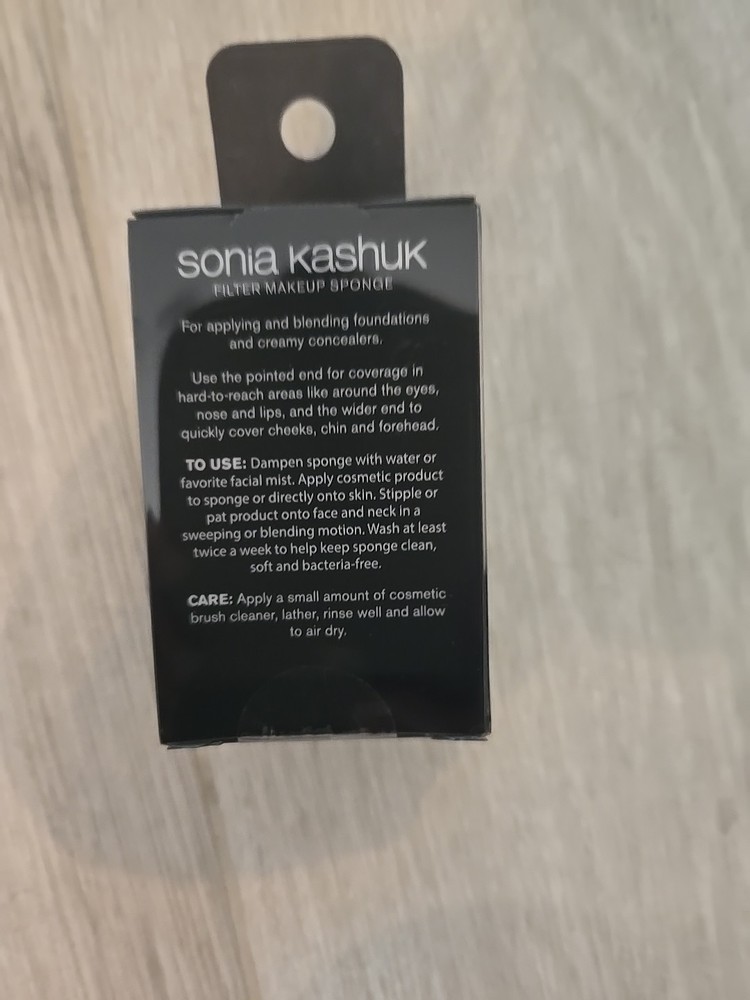 sonia kashuk
FILTER MAKEUP SPONGE
For applying and blending foundations
and creamy concealers.
Use the pointed end for coverage in
hard-to-reach areas like around the eyes,
nose and lips, and the wider end to
quickly cover cheeks, chin and forehead.
TO USE: Dampen sponge with water or
favorite facial mist. Apply cosmetic product
to sponge or directly onto skin. Stipple or
pat product onto face and neck in a
sweeping or blending motion. Wash at least
twice a week to help keep sponge clean,
soft and bacteria-free.
CARE: Apply a small amount of cosmetic
brush cleaner, lather, rinse well and allow
to air dry.